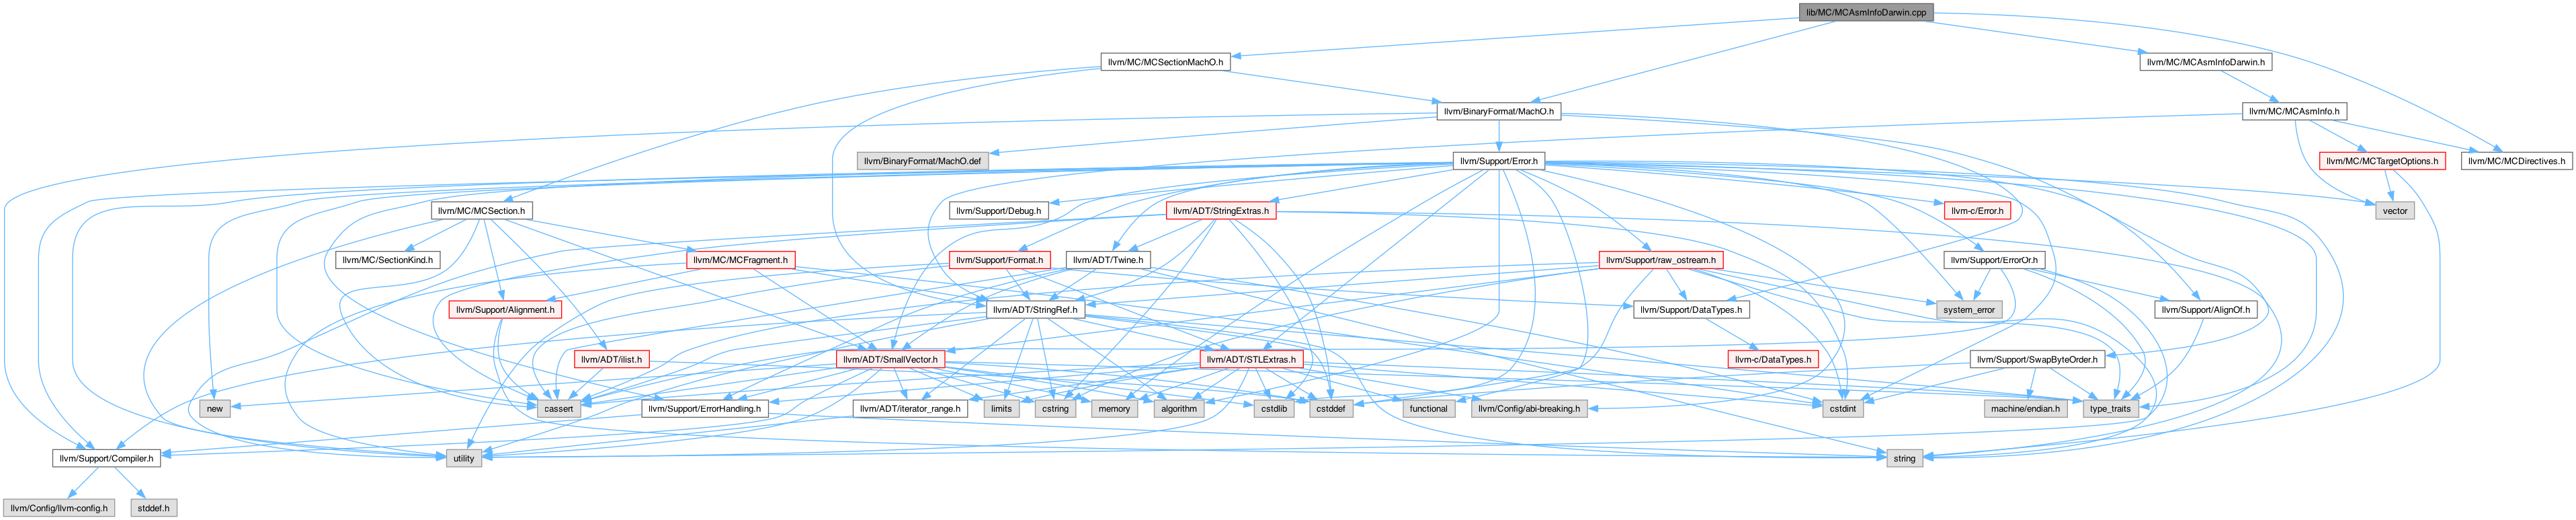 lib/MC/MCAsmInfoDarwin.cpp
llvm/MC/MCSectionMachO.h
llvm/MC/MCAsmInfoDarwin.h
llvm/BinaryFormat/MachO.h
llvm/MC/MCAsmInfo.h
llvm/BinaryFormat/MachO.def
llvm/Support/Error.h
llvm/MC/MCTargetOptions.h
llvm/MC/MCDirectives.h
llvm/MC/MCSection.h
llvm/Support/Debug.h
llvm/ADT/StringExtras.h
llvm-c/Error.h
vector
llvm/MC/SectionKind.h
llvm/MC/MCFragment.h
llvm/Support/Format.h
llvm/ADT/Twine.h
llvm/Support/raw_ostream.h
llvm/Support/ErrorOr.h
llvm/Support/Alignment.h
llvm/ADT/StringRef.h
llvm/Support/DataTypes.h
system_error
llvm/Support/AlignOf.h
llvm/ADT/ilist.h
llvm/ADT/SmallVector.h
llvm/ADT/STLExtras.h
llvm-c/DataTypes.h
llvm/Support/SwapByteOrder.h
new
cassert
llvm/Support/ErrorHandling.h
llvm/ADT/iterator_range.h
limits
cstring
memory
algorithm
cstdlib
cstddef
functional
llvm/Config/abi-breaking.h
cstdint
machine/endian.h
type_traits
llvm/Support/Compiler.h
utility
string
llvm/Config/llvm-config.h
stddef.h